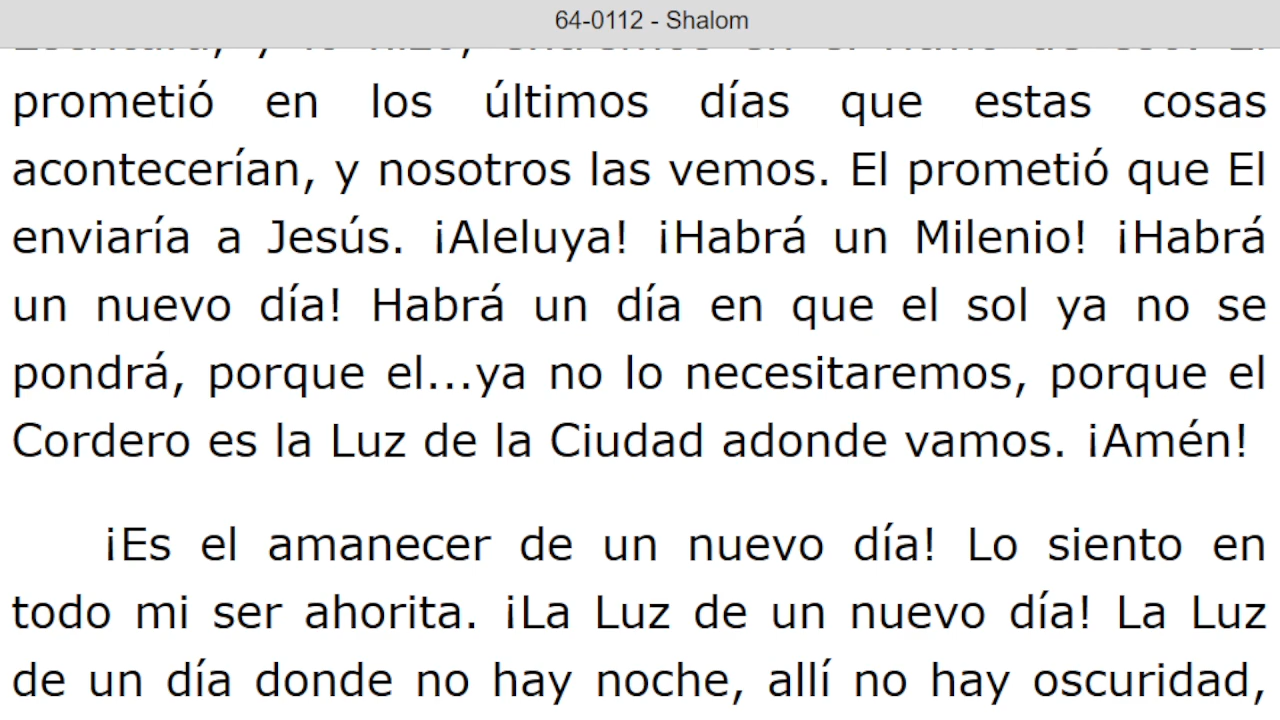 64-0112 - Shalom
prometió en los últimos días que estas cosas
acontecerían, y nosotros las vemos. El prometió que El
enviaría a Jesús. ¡Aleluya! ¡Habrá un Milenio! ¡Habrá
un nuevo día! Habrá un día en que el sol ya no se
pondrá, porque el...ya no lo necesitaremos, porque el
Cordero es la Luz de la Ciudad adonde vamos. ¡Amén!
¡Es el amanecer de un nuevo día! Lo siento en
todo mi ser ahorita. ¡La Luz de un nuevo día! La Luz
de un día donde no hay noche, allí no hay oscuridad,